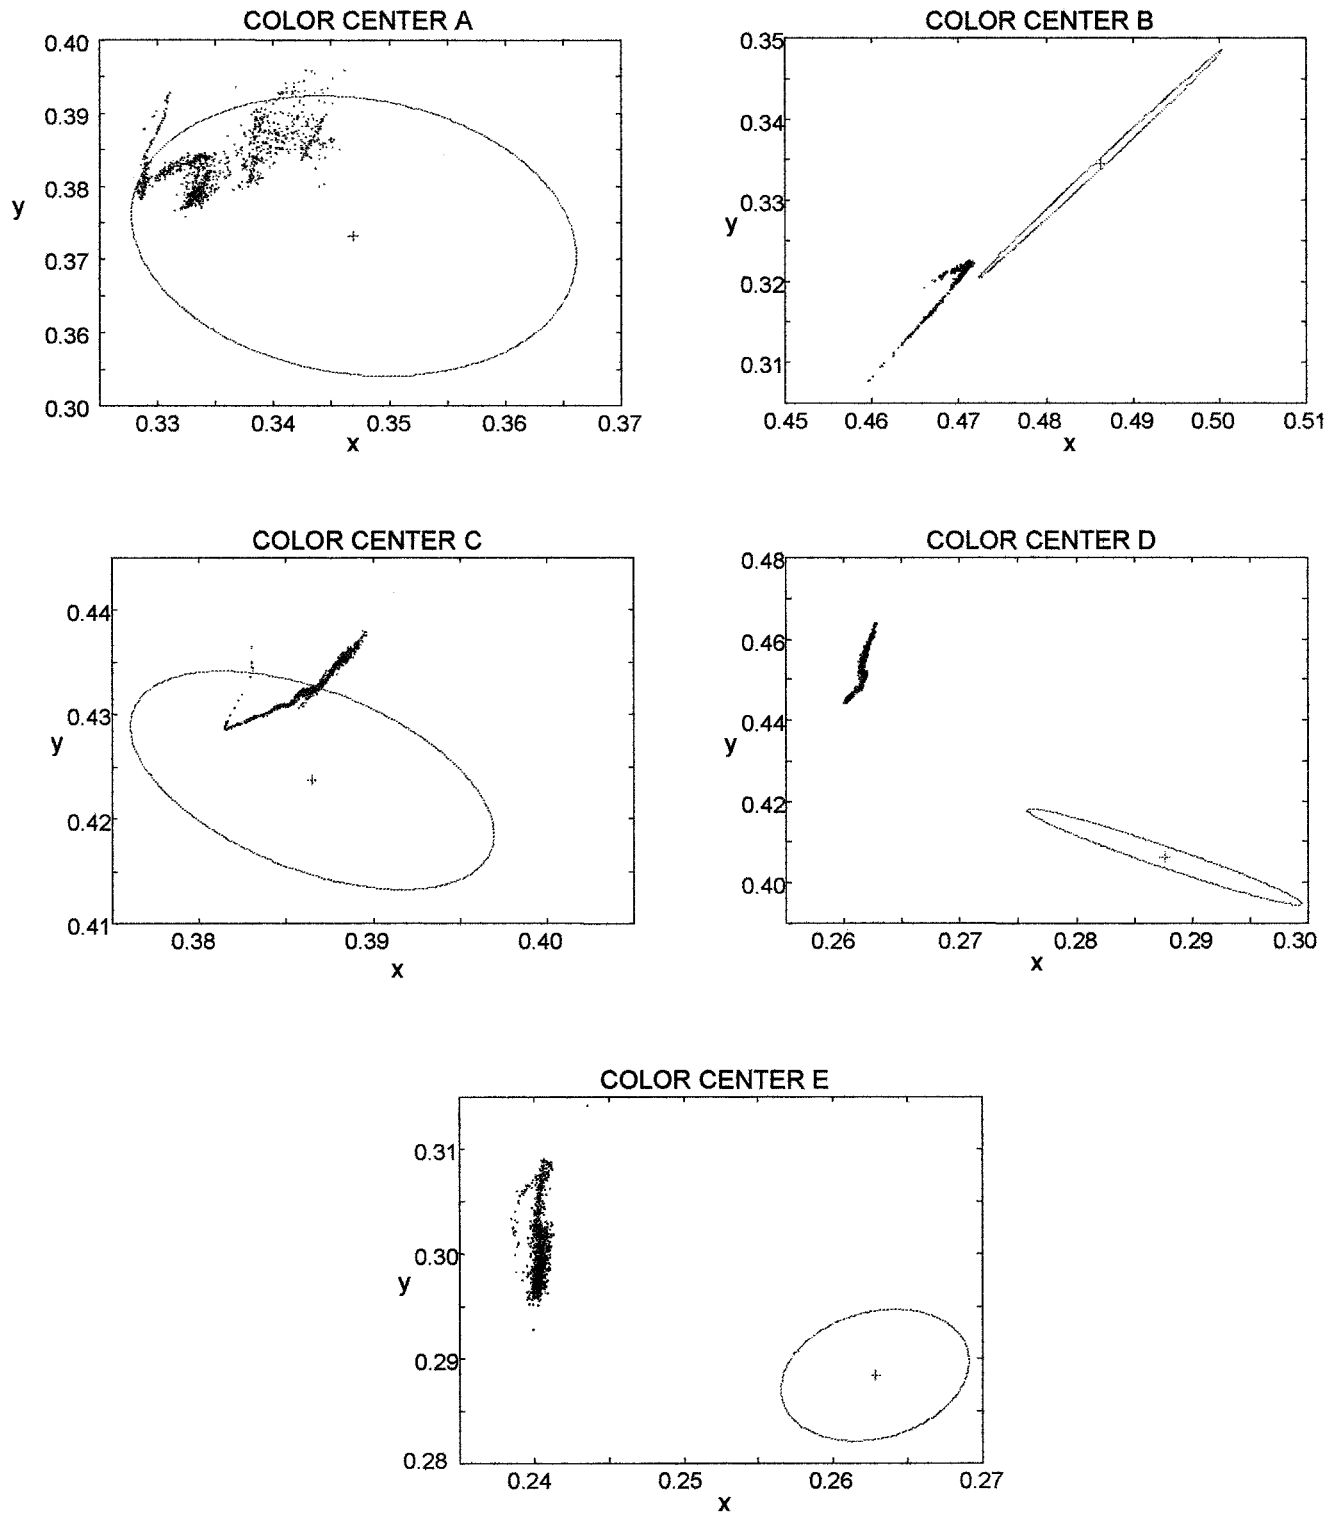 COLOR CENTER A
0.40
0.39
0.38
y
0.37
0.36
0.30
0.33 0.34 0.35 0.36 0.37
x
COLOR CENTER B
0.35
0.34
0.33
y
0.32
0.31
0.45 0.46 0.47 0.48 0.49 0.50 0.51
x
COLOR CENTER C
0.44
0.43
y
0.42
0.41
0.38 0.39 0.40
x
COLOR CENTER D
0.48
0.46
0.44
y
0.42
0.40
0.26 0.27 0.28 0.29 0.30
x
COLOR CENTER E
0.31
0.30
y
0.29
0.28
0.24 0.25 0.26 0.27
x